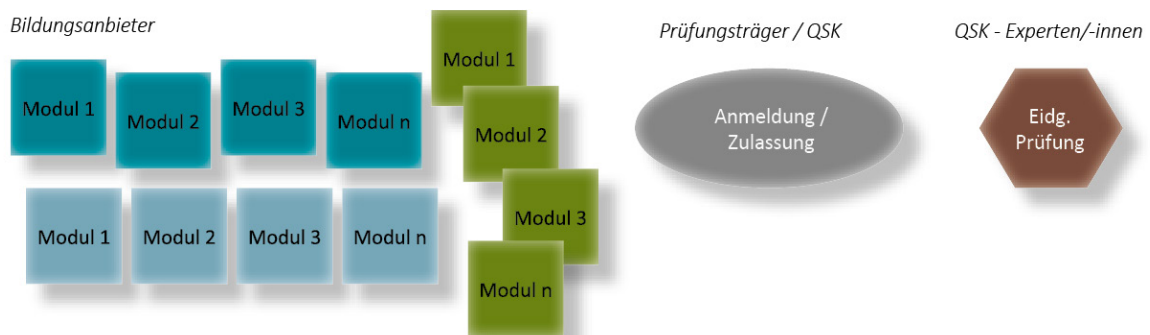 Bildungsanbieter
Modul 1
Modul 2
Modul 3
Modul n
Modul 1
Modul 2
Modul 3
Modul n
Modul 1
Modul 2
Modul 3
Modul n
Prüfungsträger / QSK
Anmeldung /
Zulassung
QSK - Experten/-innen
Eidg.
Prüfung